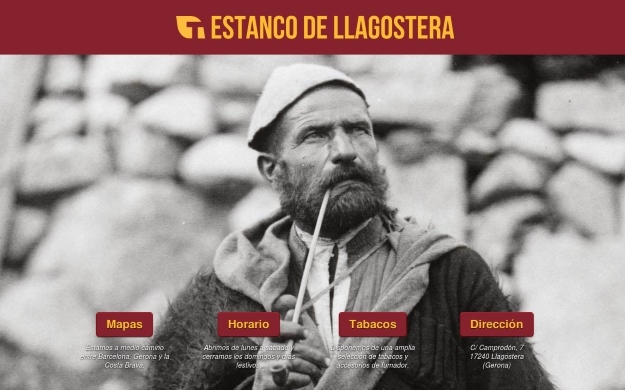 ESTANCO DE LLAGOSTERA
Mapas
Estamos a medio camino
entre Barcelona, Gerona y la
Costa Brava.
Horario
Abrimos de lunes a sábado y
cerramos los domingos y días
festivos.
Tabacos
Disponemos de una amplia
selección de tabacos y
accesorios de fumador.
Dirección
C/ Camprodón, 7
17240 Llagostera
(Gerona)